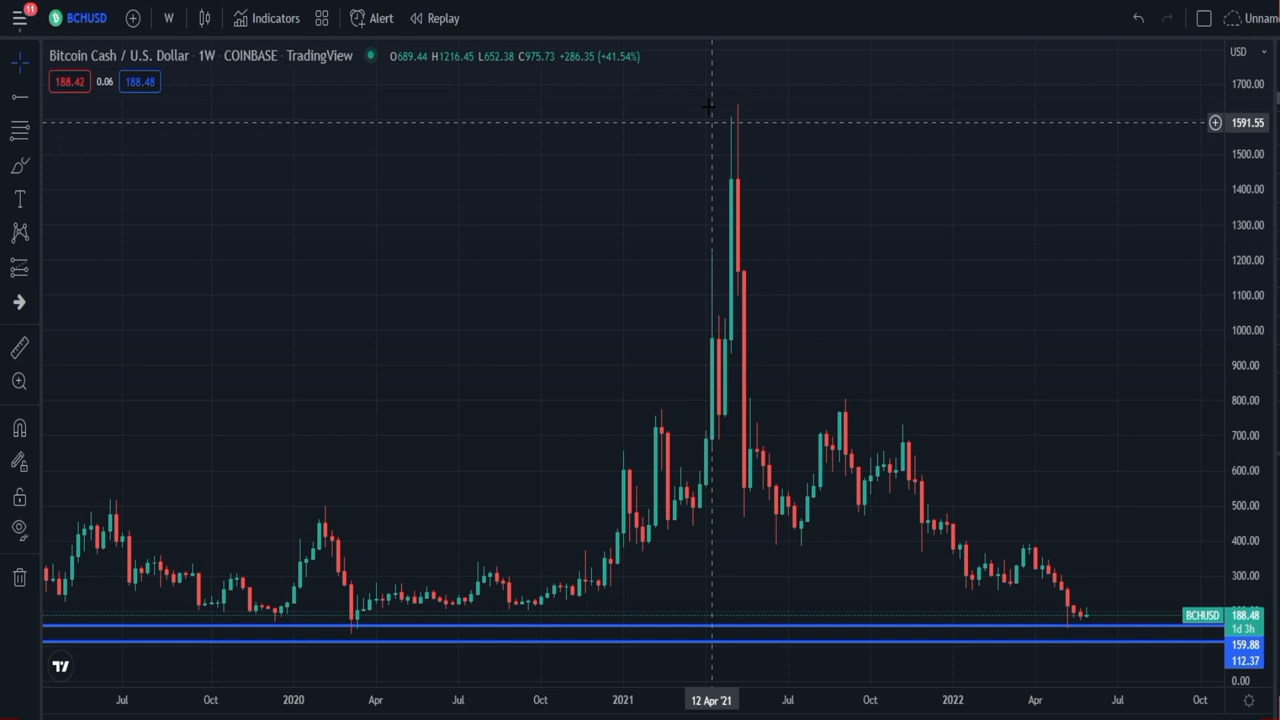 11
BCHUSD W Indicators Alert Replay Unnam
Bitcoin Cash / U.S. Dollar · 1W · COINBASE · TradingView O689.44 H1216.45 L652.38 C975.73 +286.35 (+41.54%)
188.42 0.06 188.48
USD
1700.00
1591.55
1500.00
1400.00
1300.00
1200.00
1100.00
1000.00
900.00
800.00
700.00
600.00
500.00
400.00
300.00
BCHUSD 188.48
1d 3h
159.88
112.37
0.00
Jul Oct 2020 Apr Jul Oct 2021 12 Apr '21 Jul Oct 2022 Apr Jul Oct